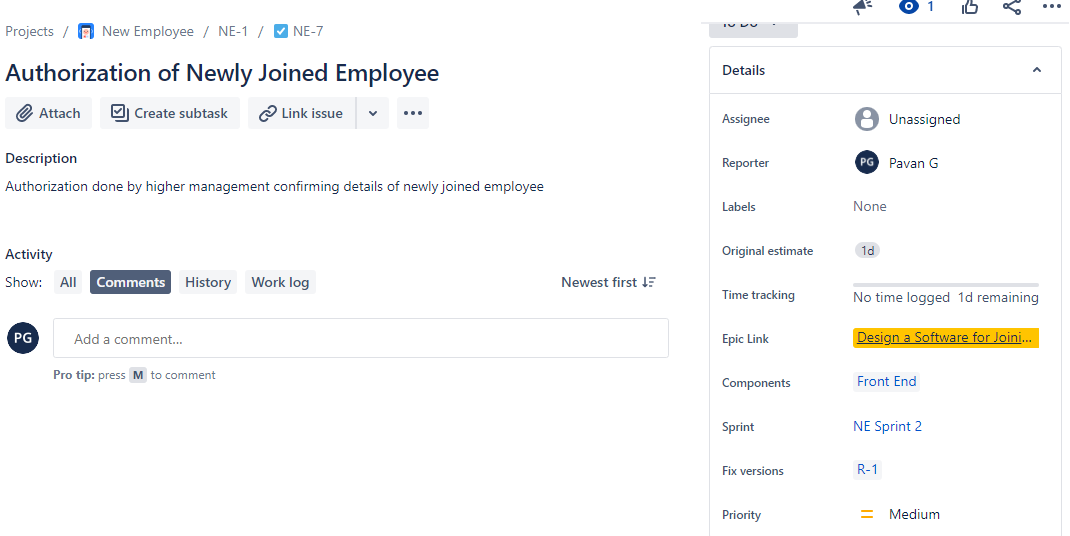 1
Projects / New Employee / NE-1 / NE-7
Authorization of Newly Joined Employee
Attach Create subtask Link issue
Description
Authorization done by higher management confirming details of newly joined employee
Activity
Show: All Comments History Work log Newest first
PG Add a comment...
Pro tip: press M to comment
To Do
Details
Assignee Unassigned
Reporter PG Pavan G
Labels None
Original estimate 1d
Time tracking No time logged 1d remaining
Epic Link Design a Software for Joini...
Components Front End
Sprint NE Sprint 2
Fix versions R-1
Priority Medium